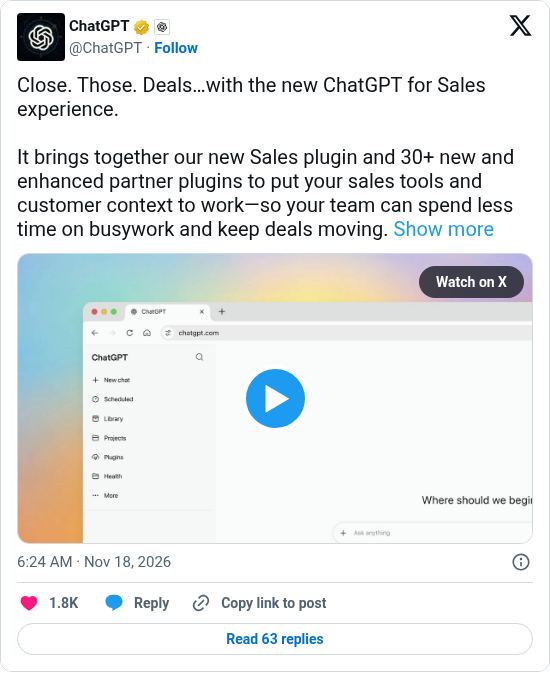 ChatGPT
@ChatGPT · Follow
Close. Those. Deals…with the new ChatGPT for Sales
experience.
It brings together our new Sales plugin and 30+ new and
enhanced partner plugins to put your sales tools and
customer context to work—so your team can spend less
time on busywork and keep deals moving. Show more
Watch on X
ChatGPT
chatgpt.com
ChatGPT
New chat
Scheduled
Library
Projects
Plugins
Health
More
Where should we begin
Ask anything
6:24 AM · Nov 18, 2026
1.8K Reply Copy link to post
Read 63 replies